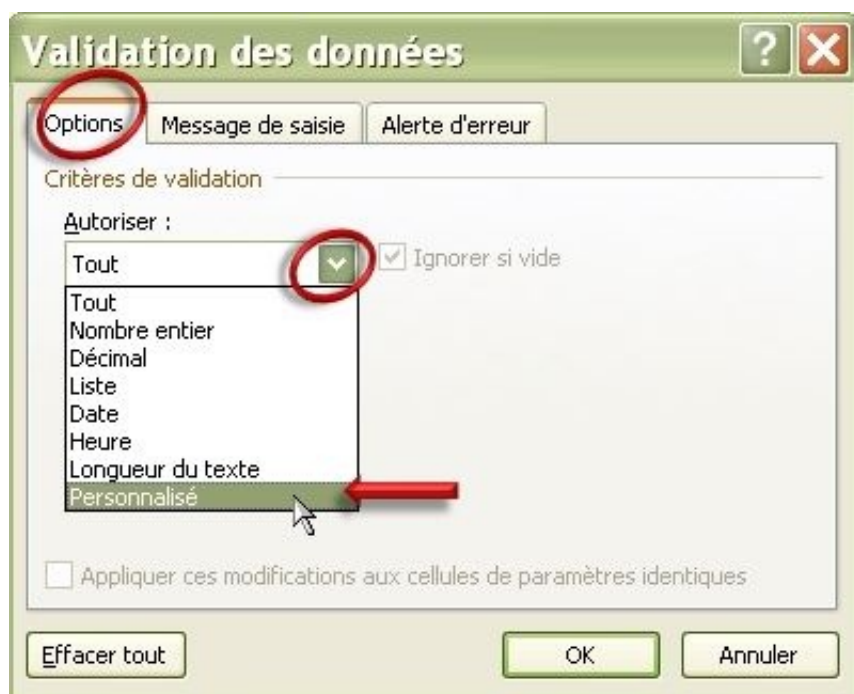 Validation des données
?
Options Message de saisie Alerte d'erreur
Critères de validation
Autoriser :
Tout Ignorer si vide
Tout
Nombre entier
Décimal
Liste
Date
Heure
Longueur du texte
Personnalisé
Appliquer ces modifications aux cellules de paramètres identiques
Effacer tout OK Annuler